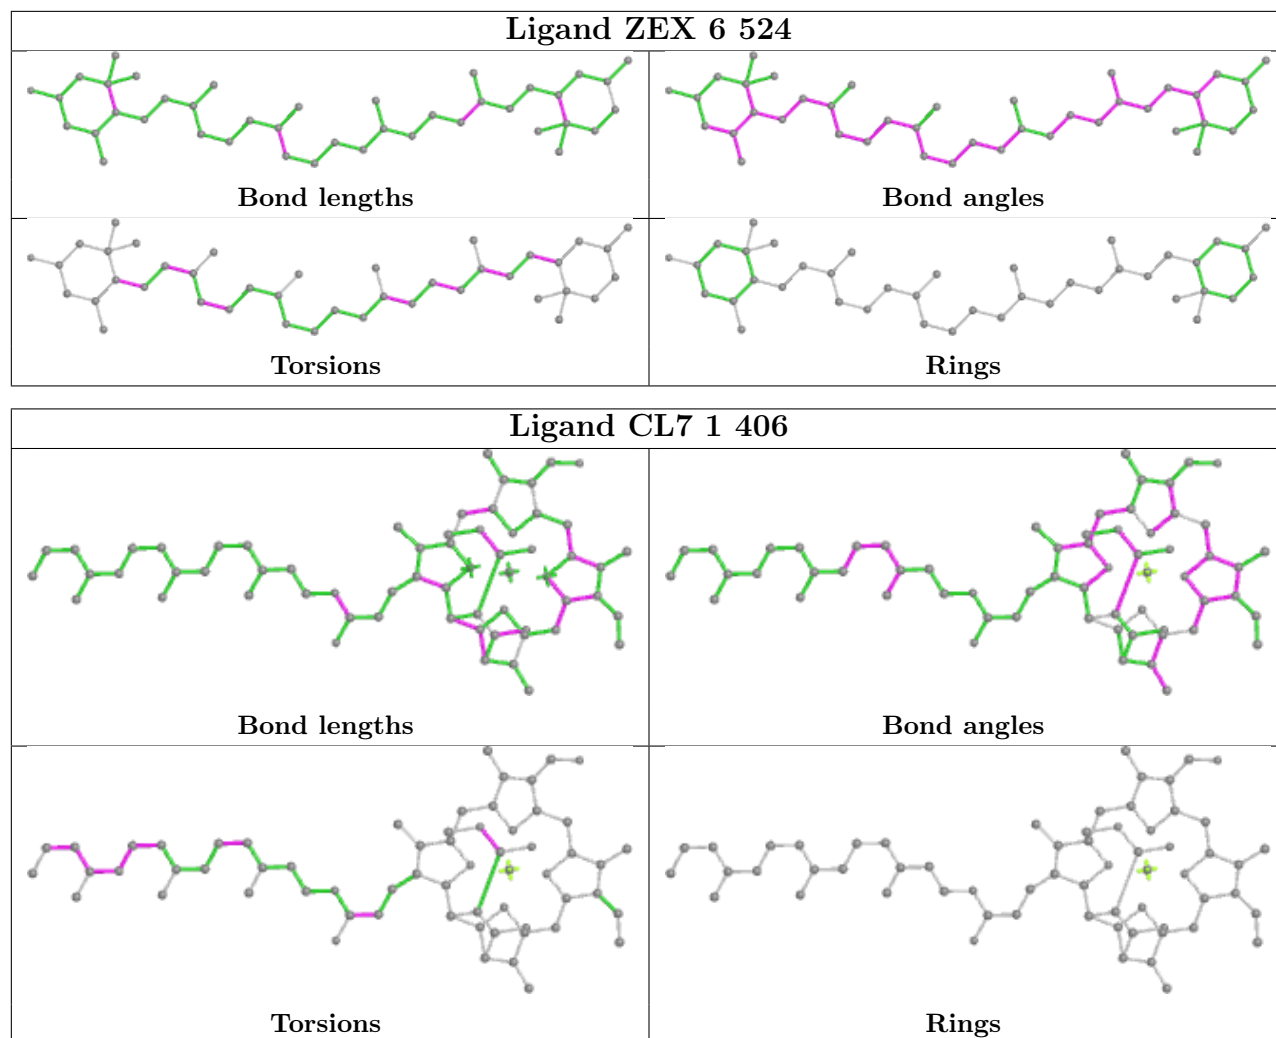 Ligand ZEX 6 524
Bond lengths
Bond angles
Torsions
Rings
Ligand CL7 1 406
Bond lengths
Bond angles
Torsions
Rings